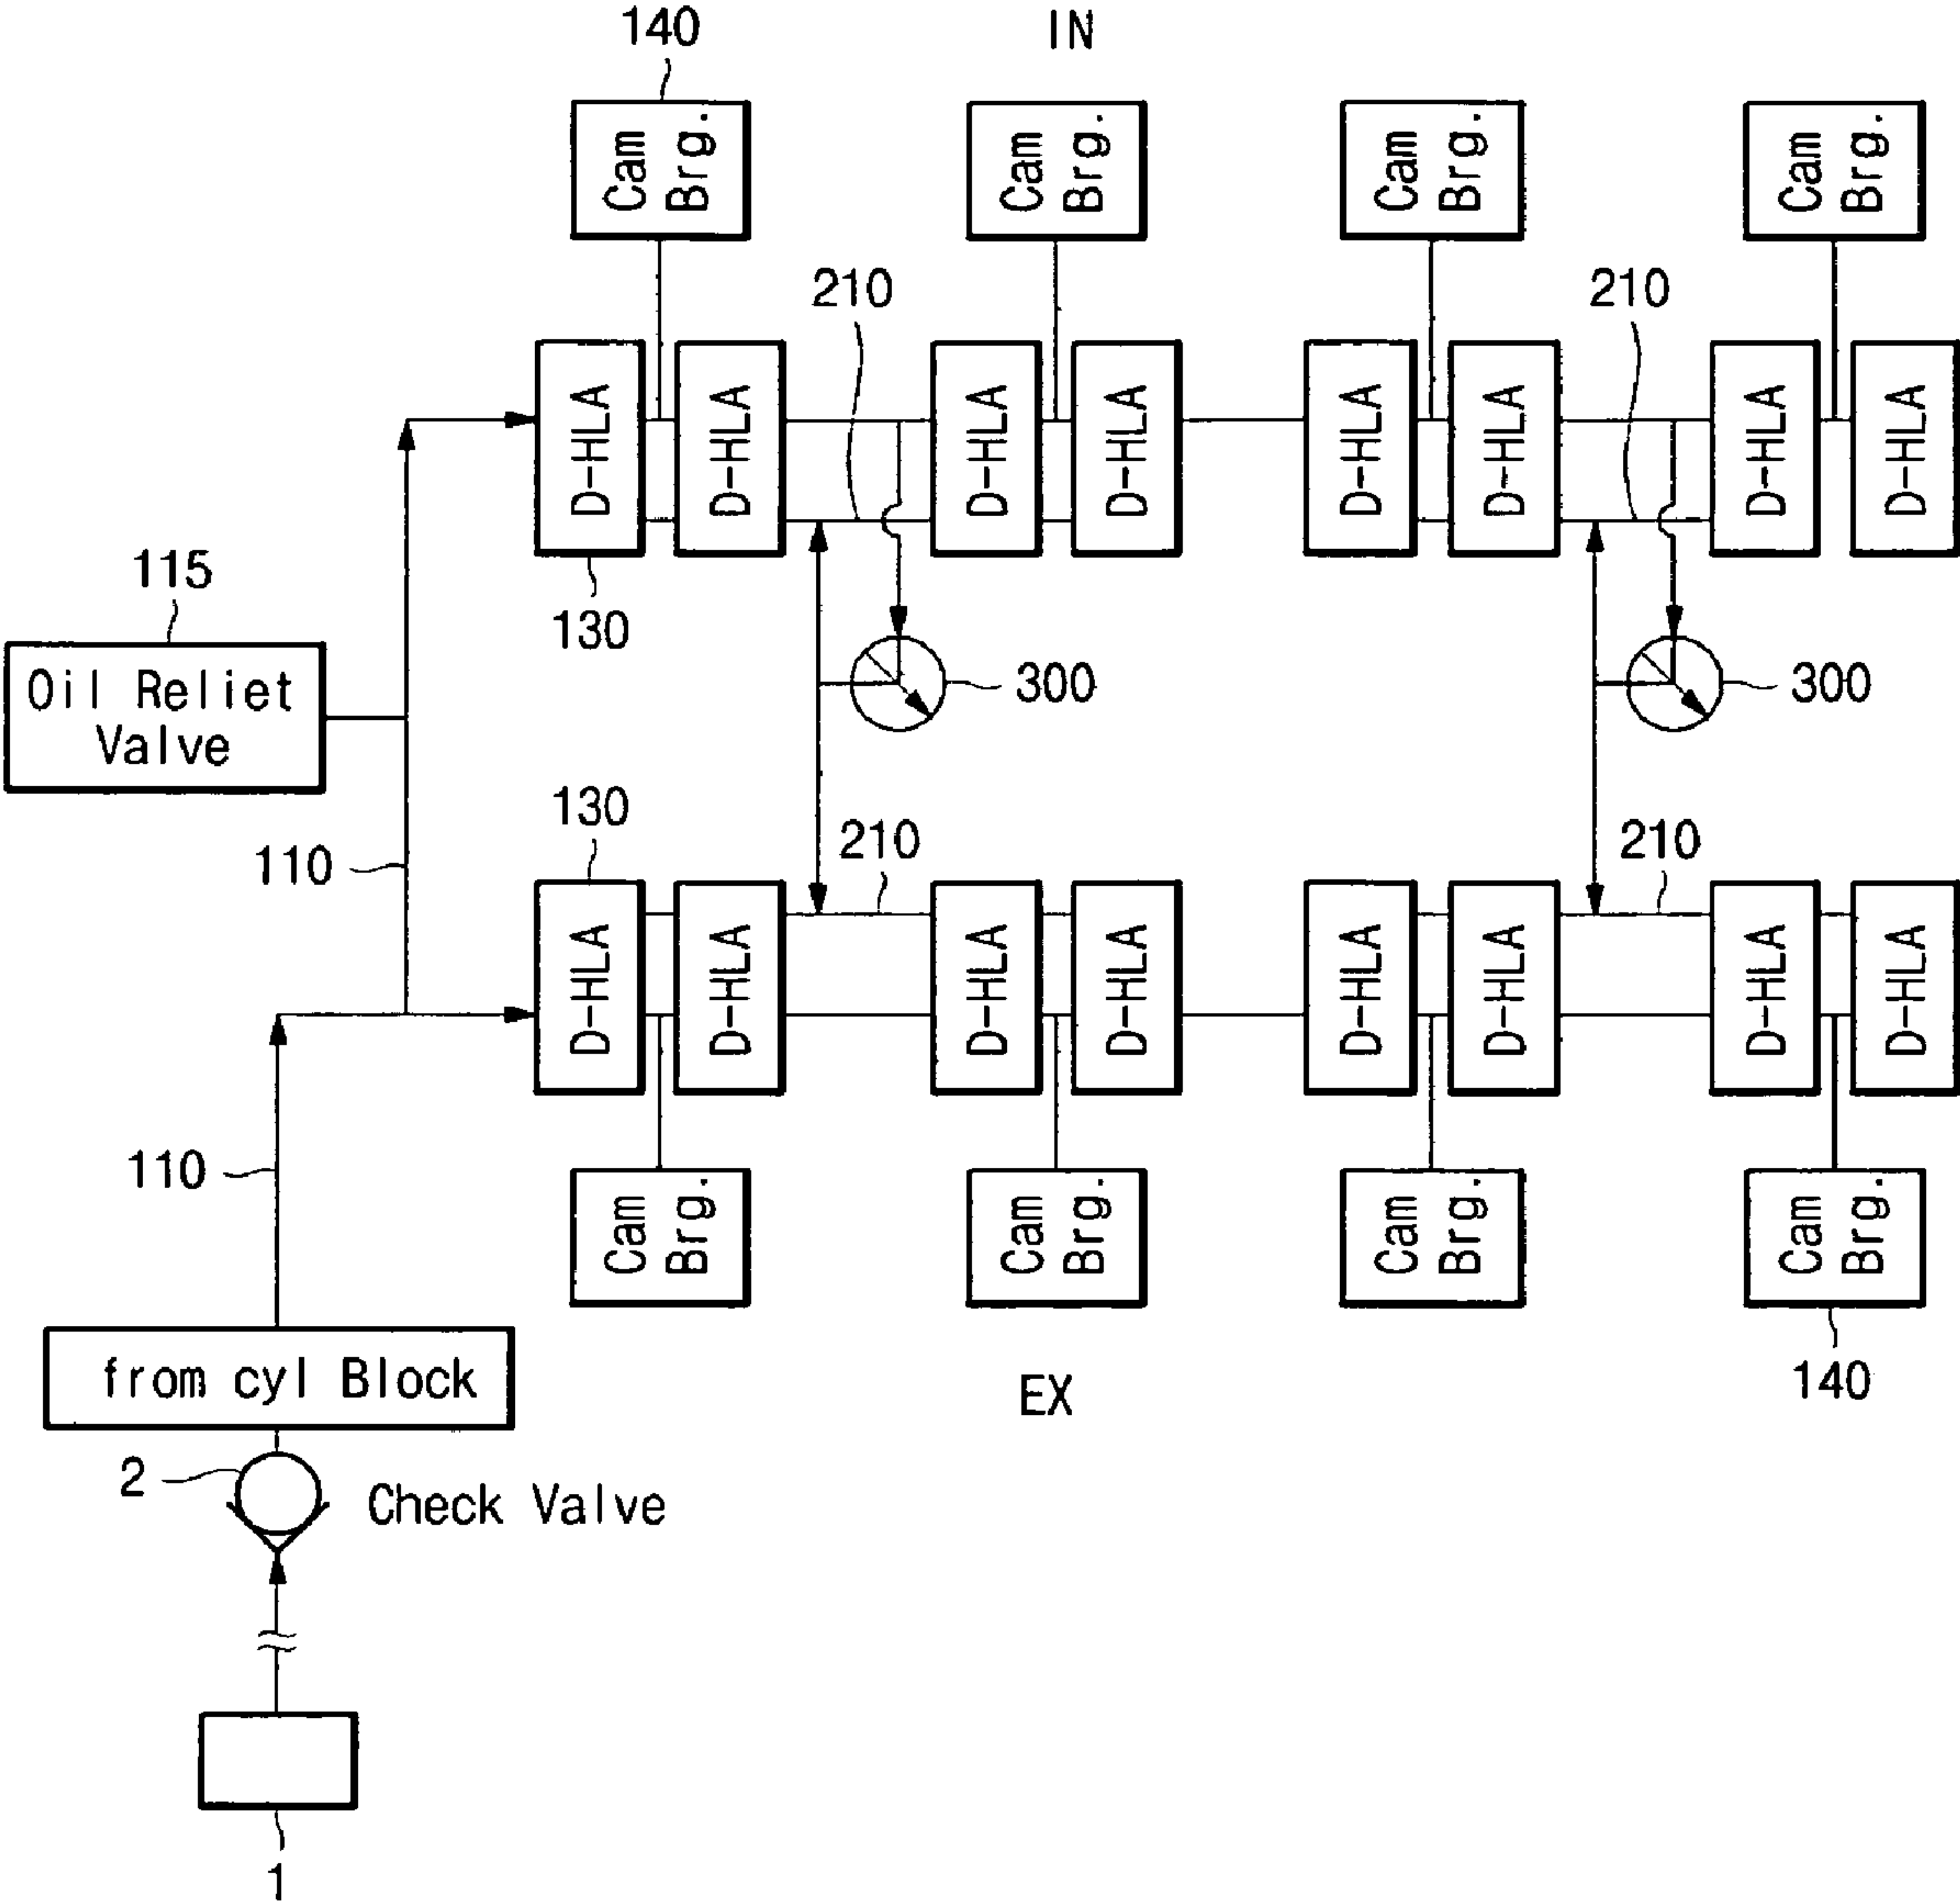 140
IN
Cam Brg.
Cam Brg.
Cam Brg.
Cam Brg.
210
210
D-HLA
D-HLA
D-HLA
D-HLA
D-HLA
D-HLA
D-HLA
D-HLA
115
130
Oil Reliet
Valve
300
300
130
110
210
210
D-HLA
D-HLA
D-HLA
D-HLA
D-HLA
D-HLA
D-HLA
D-HLA
110
Cam Brg.
Cam Brg.
Cam Brg.
Cam Brg.
from cyl Block
EX
140
2
Check Valve
1